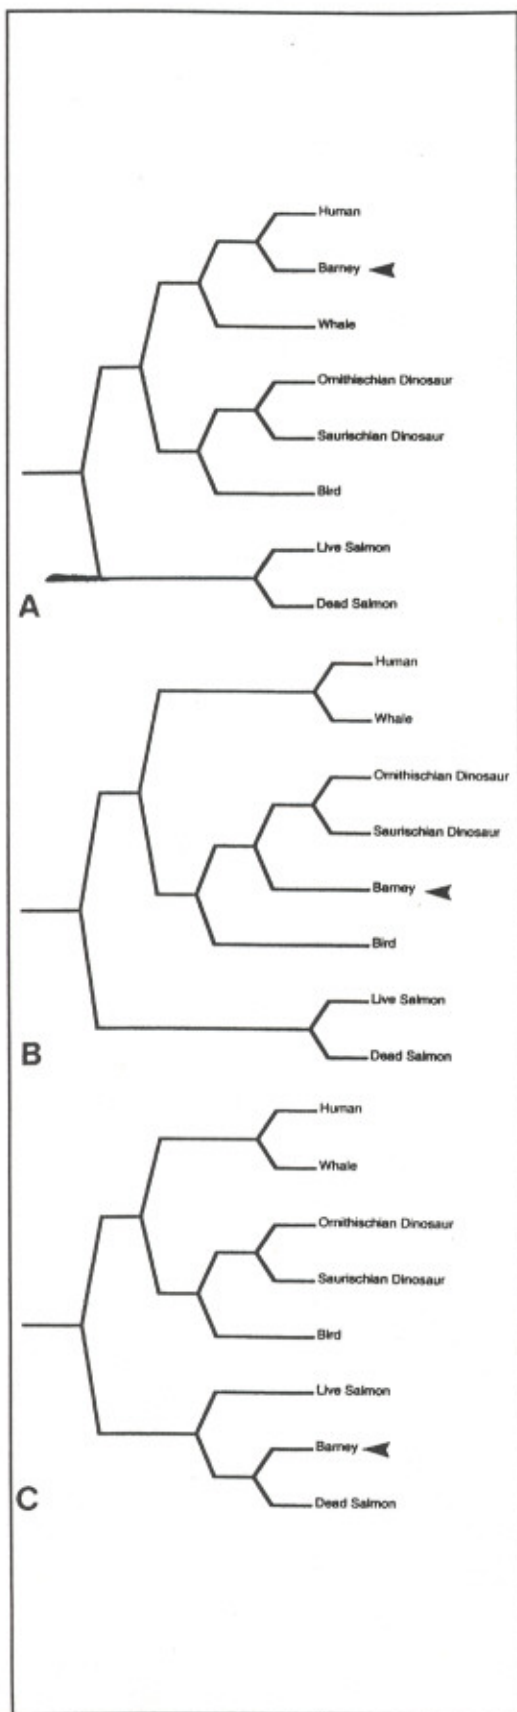 Human
Barney
Whale
Ornithischian Dinosaur
Saurischian Dinosaur
Bird
Live Salmon
Dead Salmon
A
Human
Whale
Ornithischian Dinosaur
Saurischian Dinosaur
Barney
Bird
Live Salmon
Dead Salmon
B
Human
Whale
Ornithischian Dinosaur
Saurischian Dinosaur
Bird
Live Salmon
Barney
Dead Salmon
C